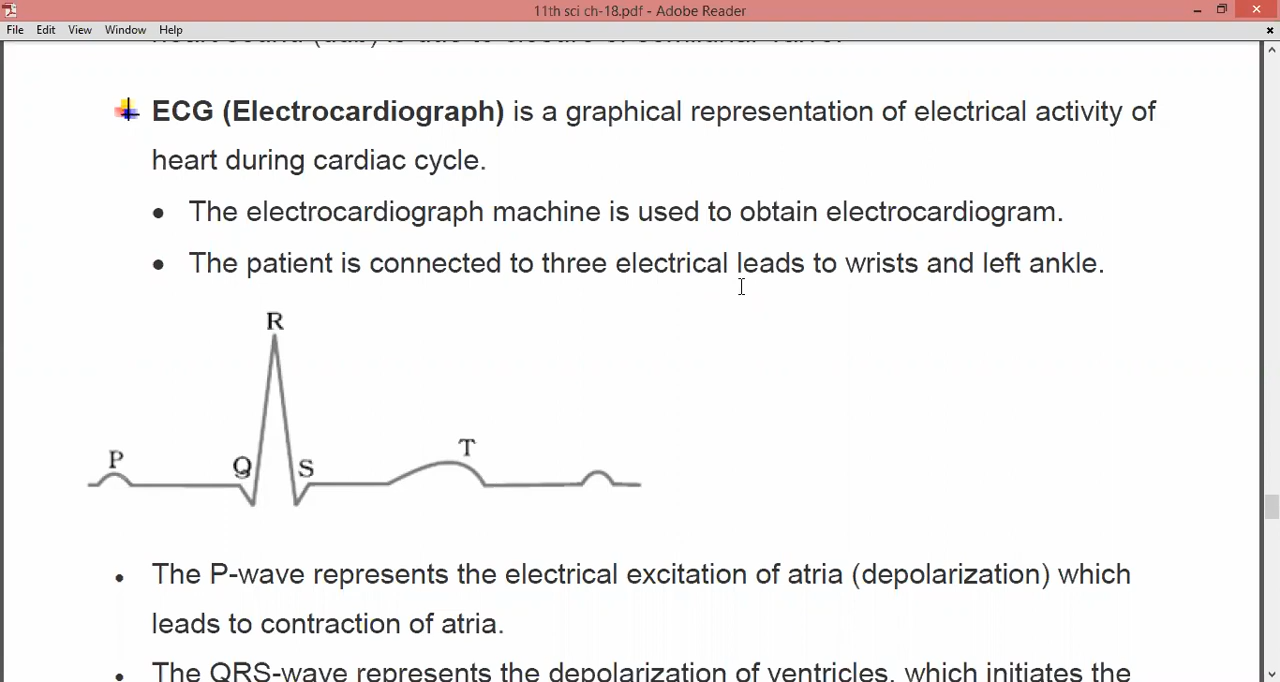 11th sci ch-18.pdf - Adobe Reader
File Edit View Window Help
ECG (Electrocardiograph) is a graphical representation of electrical activity of
heart during cardiac cycle.
• The electrocardiograph machine is used to obtain electrocardiogram.
• The patient is connected to three electrical leads to wrists and left ankle.
R
P
Q
S
T
• The P-wave represents the electrical excitation of atria (depolarization) which
leads to contraction of atria.
• The QRS-wave represents the depolarization of ventricles, which initiates the